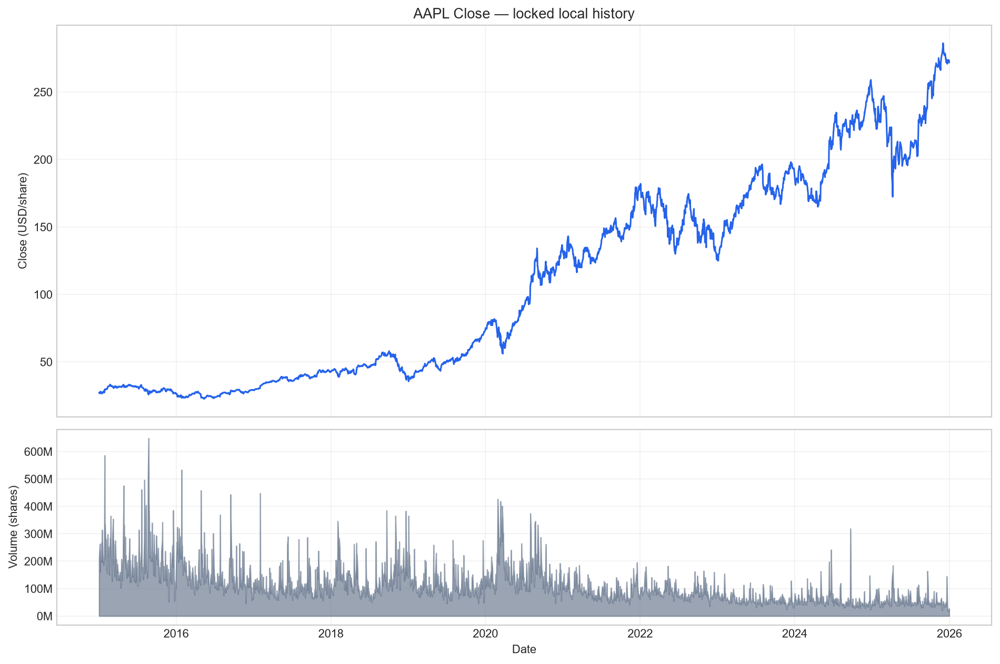 AAPL Close — locked local history
Close (USD/share)
250
200
150
100
50
Volume (shares)
600M
500M
400M
300M
200M
100M
0M
2016
2018
2020
2022
2024
2026
Date